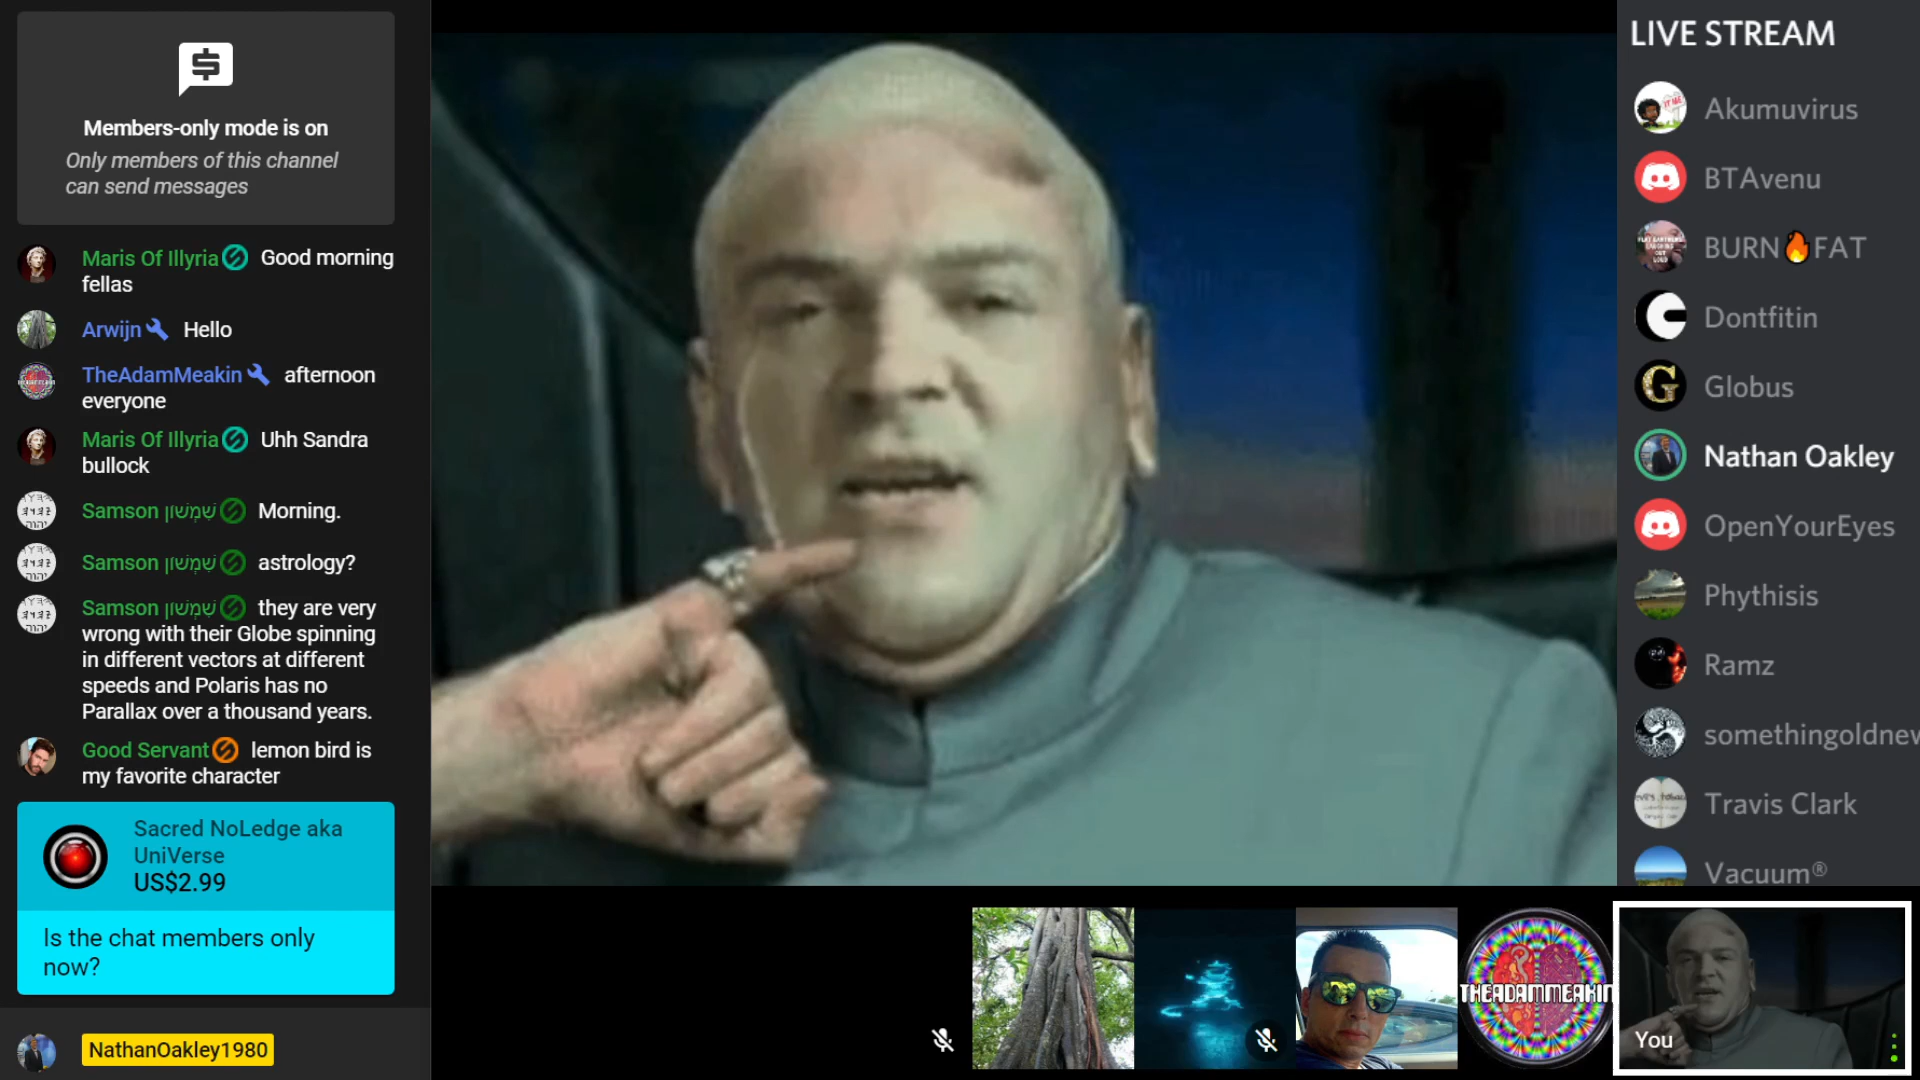 Members-only mode is on
Only members of this channel
can send messages
Maris Of Illyria Good morning
fellas
Arwijn Hello
TheAdamMeakin afternoon
everyone
Maris Of Illyria Uhh Sandra
bullock
Samson שִׁמְשׁוֹן Morning.
Samson שִׁמְשׁוֹן astrology?
Samson שִׁמְשׁוֹן they are very
wrong with their Globe spinning
in different vectors at different
speeds and Polaris has no
Parallax over a thousand years.
Good Servant lemon bird is
my favorite character
Sacred NoLedge aka
UniVerse
US$2.99
Is the chat members only
now?
NathanOakley1980
LIVE STREAM
Akumuvirus
BTAvenu
BURN🔥FAT
Dontfitin
Globus
Nathan Oakley
OpenYourEyes
Phythisis
Ramz
somethingoldnew
Travis Clark
Vacuum®
THEADAMMEAKIN
You